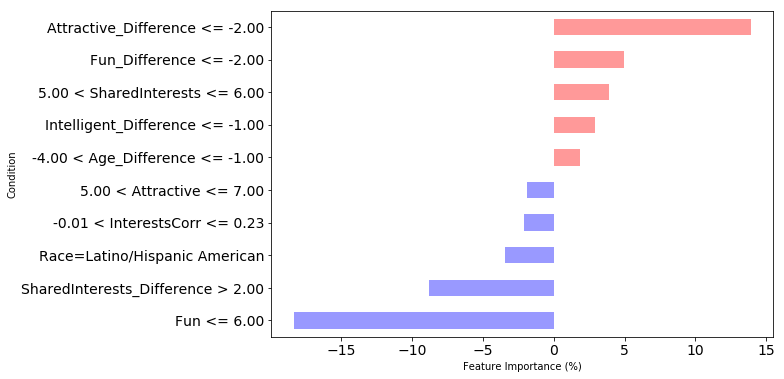 Attractive_Difference <= -2.00
Fun_Difference <= -2.00
5.00 < SharedInterests <= 6.00
Intelligent_Difference <= -1.00
-4.00 < Age_Difference <= -1.00
5.00 < Attractive <= 7.00
-0.01 < InterestsCorr <= 0.23
Race=Latino/Hispanic American
SharedInterests_Difference > 2.00
Fun <= 6.00
Condition
−15 −10 −5 0 5 10 15
Feature Importance (%)